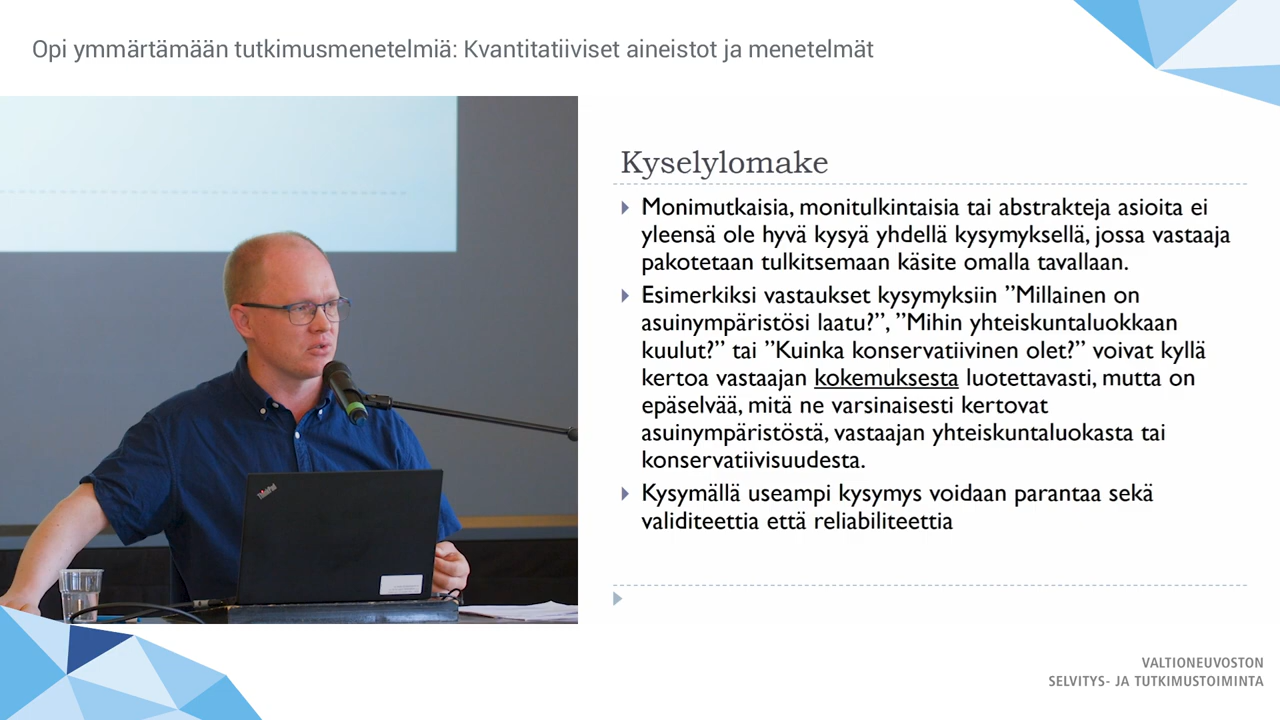 Opi ymmärtämään tutkimusmenetelmiä: Kvantitatiiviset aineistot ja menetelmät
Kyselylomake
Monimutkaisia, monitulkintaisia tai abstrakteja asioita ei
yleensä ole hyvä kysyä yhdellä kysymyksellä, jossa vastaaja
pakotetaan tulkitsemaan käsite omalla tavallaan.
Esimerkiksi vastaukset kysymyksiin ”Millainen on
asuinympäristösi laatu?”, ”Mihin yhteiskuntaluokkaan
kuulut?” tai ”Kuinka konservatiivinen olet?” voivat kyllä
kertoa vastaajan kokemuksesta luotettavasti, mutta on
epäselvää, mitä ne varsinaisesti kertovat
asuinympäristöstä, vastaajan yhteiskuntaluokasta tai
konservatiivisuudesta.
Kysymällä useampi kysymys voidaan parantaa sekä
validiteettia että reliabiliteettia
ThinkPad
VALTIONEUVOSTON
SELVITYS- JA TUTKIMUSTOIMINTA